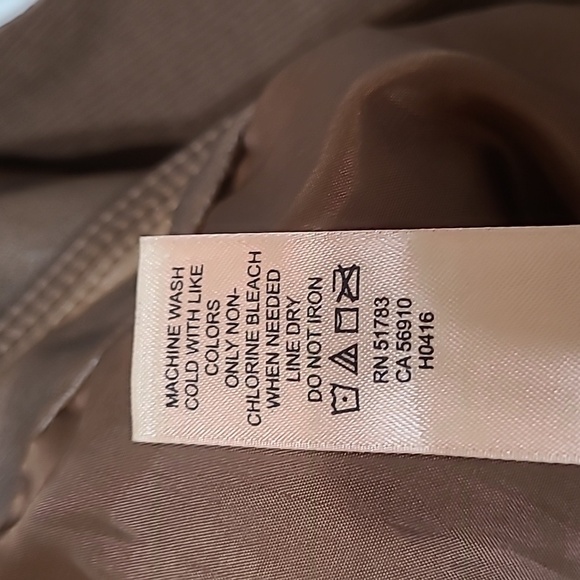 MACHINE WASH
COLD WITH LIKE
COLORS
ONLY NON-
CHLORINE BLEACH
WHEN NEEDED
LINE DRY
DO NOT IRON
RN 51783
CA 56910
H0416